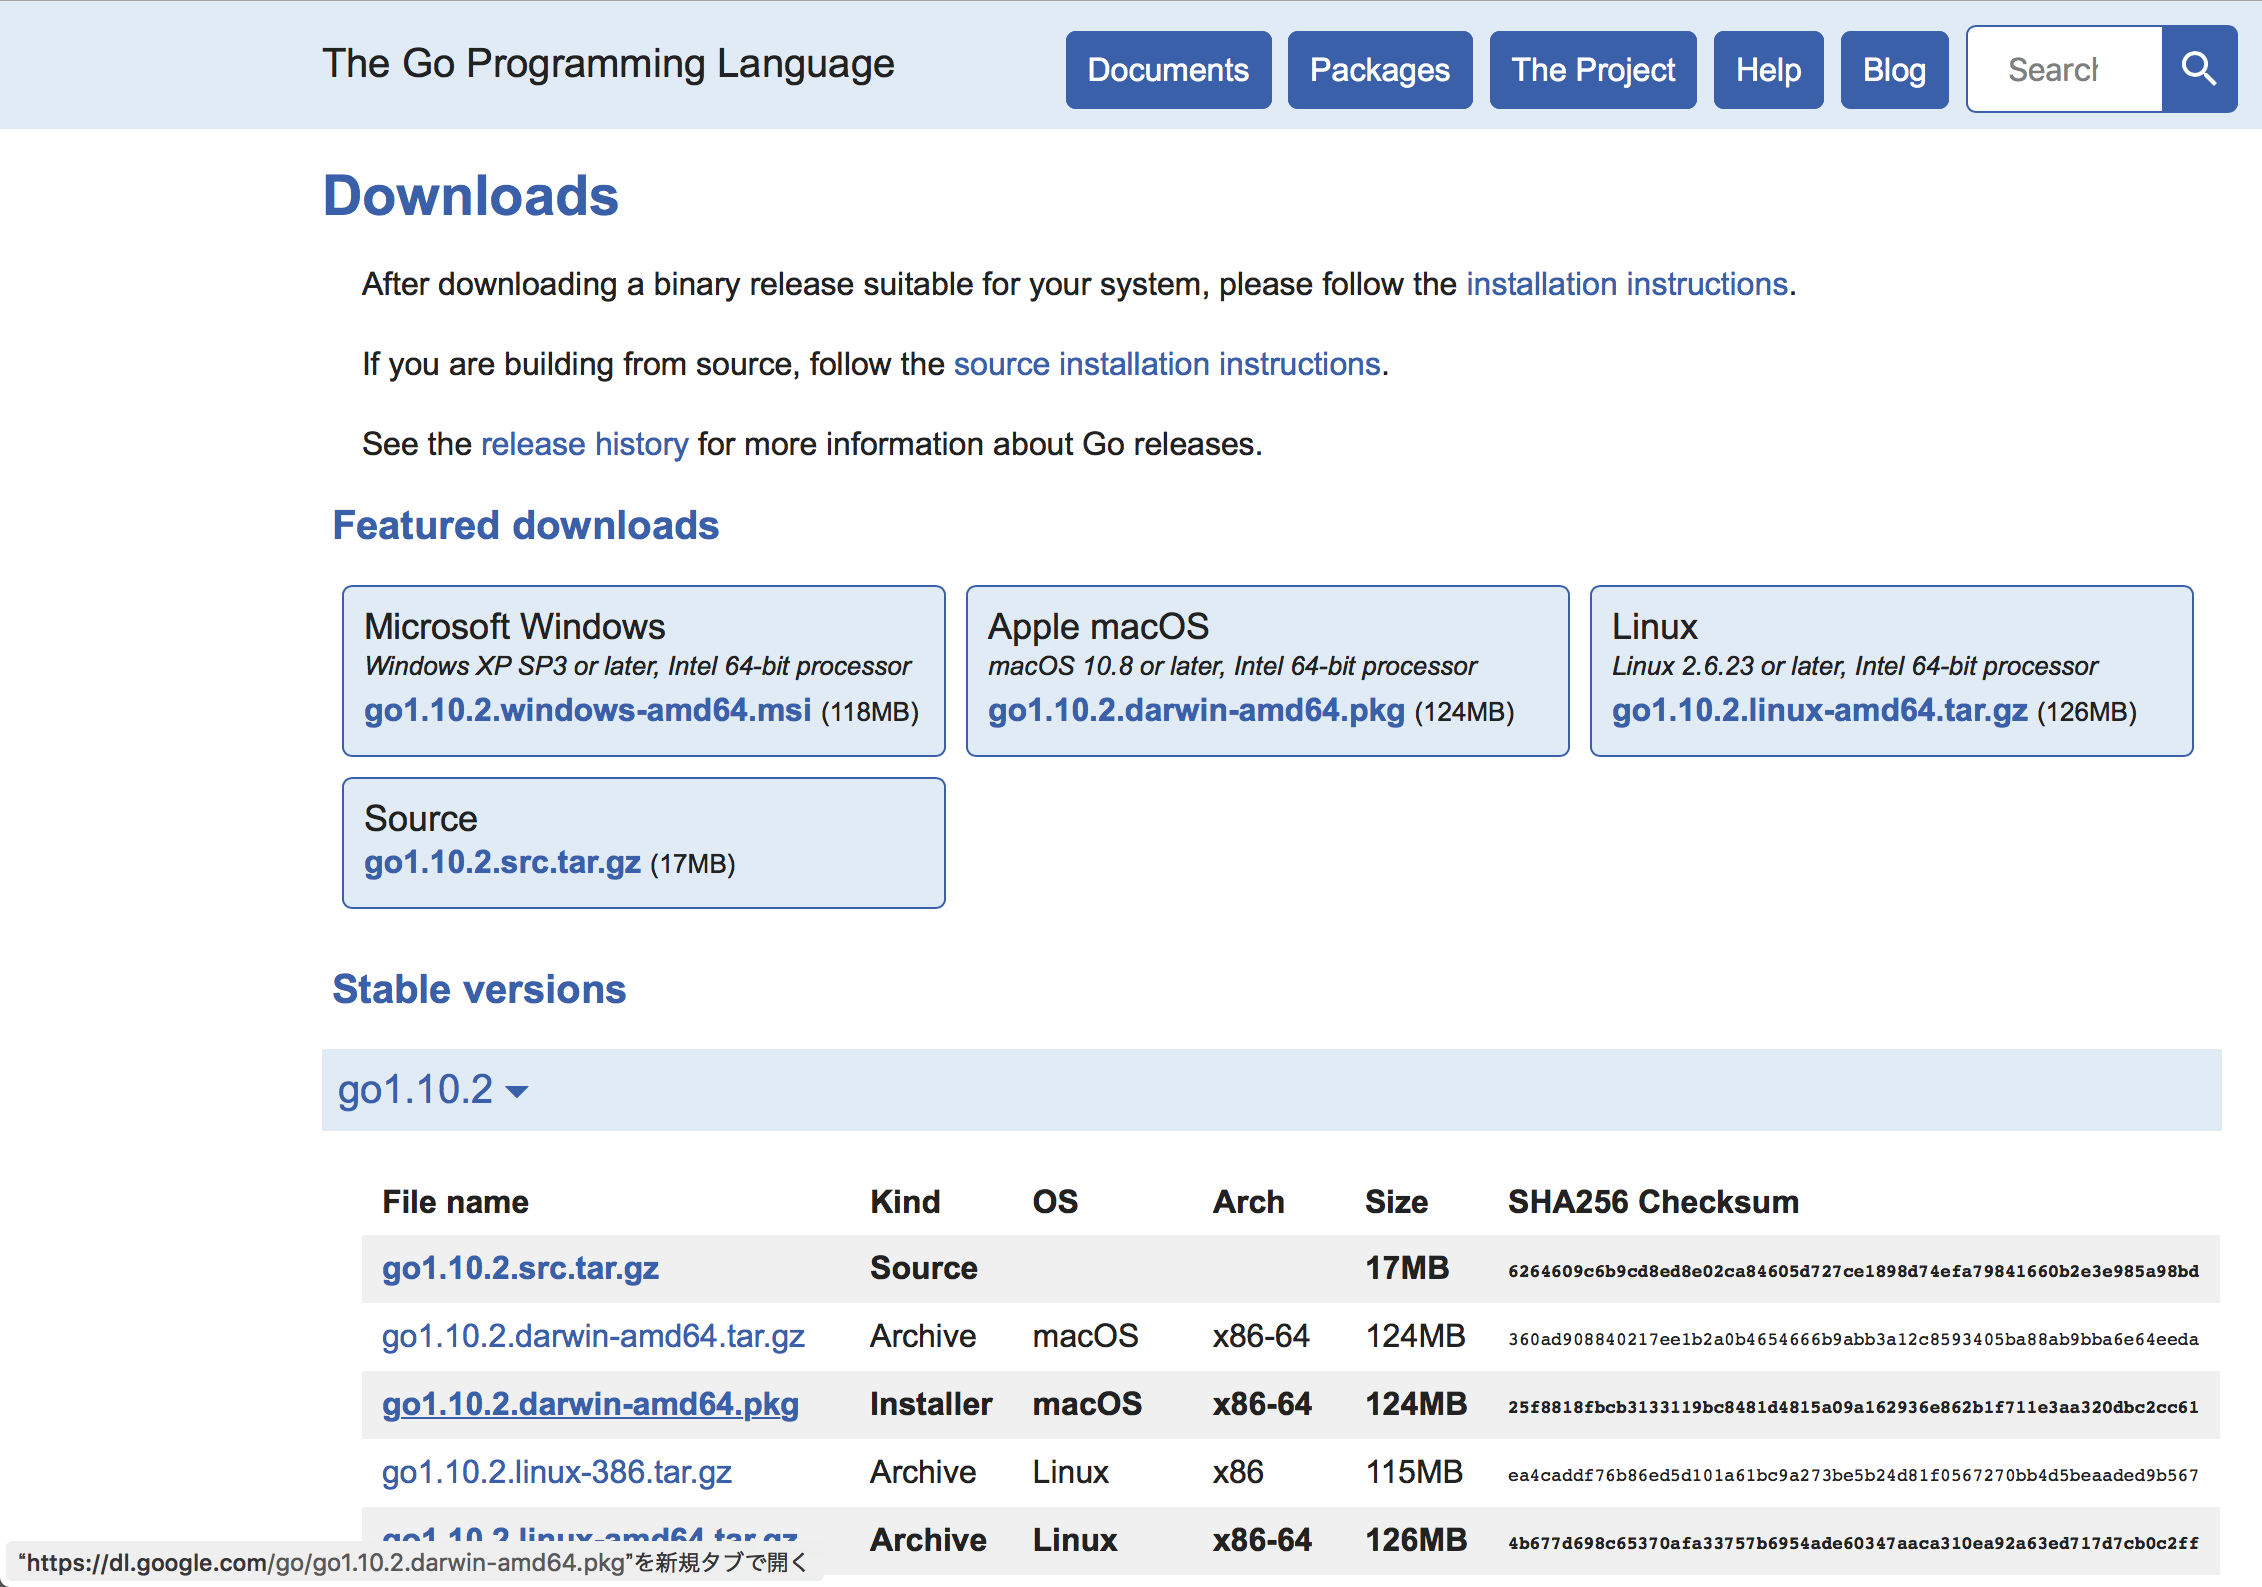 The Go Programming Language
Documents Packages The Project Help Blog Search
Downloads
After downloading a binary release suitable for your system, please follow the installation instructions.
If you are building from source, follow the source installation instructions.
See the release history for more information about Go releases.
Featured downloads
Microsoft Windows
Windows XP SP3 or later, Intel 64-bit processor
go1.10.2.windows-amd64.msi (118MB)
Apple macOS
macOS 10.8 or later, Intel 64-bit processor
go1.10.2.darwin-amd64.pkg (124MB)
Linux
Linux 2.6.23 or later, Intel 64-bit processor
go1.10.2.linux-amd64.tar.gz (126MB)
Source
go1.10.2.src.tar.gz (17MB)
Stable versions
go1.10.2
File name Kind OS Arch Size SHA256 Checksum
go1.10.2.src.tar.gz Source 17MB 6264609c6b9cd8ed8e02ca84605d727ce1898d74efa79841660b2e3e985a98bd
go1.10.2.darwin-amd64.tar.gz Archive macOS x86-64 124MB 360ad908840217ee1b2a0b4654666b9abb3a12c8593405ba88ab9bba6e64eeda
go1.10.2.darwin-amd64.pkg Installer macOS x86-64 124MB 25f8818fbcb3133119bc8481d4815a09a162936e862b1f711e3aa320dbc2cc61
go1.10.2.linux-386.tar.gz Archive Linux x86 115MB ea4caddf76b86ed5d101a61bc9a273be5b24d81f0567270bb4d5beaaded9b567
go1.10.2.linux-amd64.tar.gz Archive Linux x86-64 126MB 4b677d698c65370afa33757b6954ade60347aaca310ea92a63ed717d7cb0c2ff
“https://dl.google.com/go/go1.10.2.darwin-amd64.pkg”を新規タブで開く